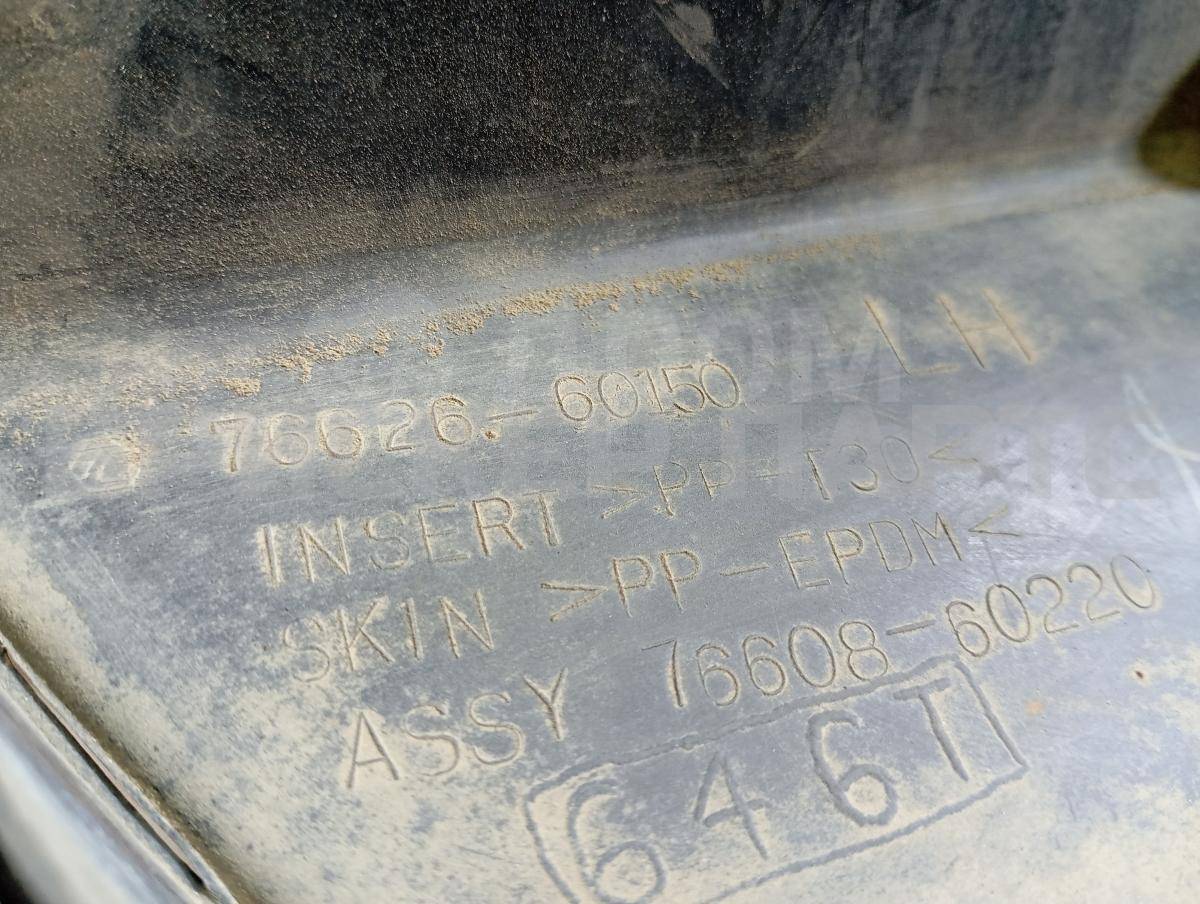 76626-60150 LH
INSERT >PP-T30<
SKIN >PP-EPDM<
ASSY 76608-60220
646T